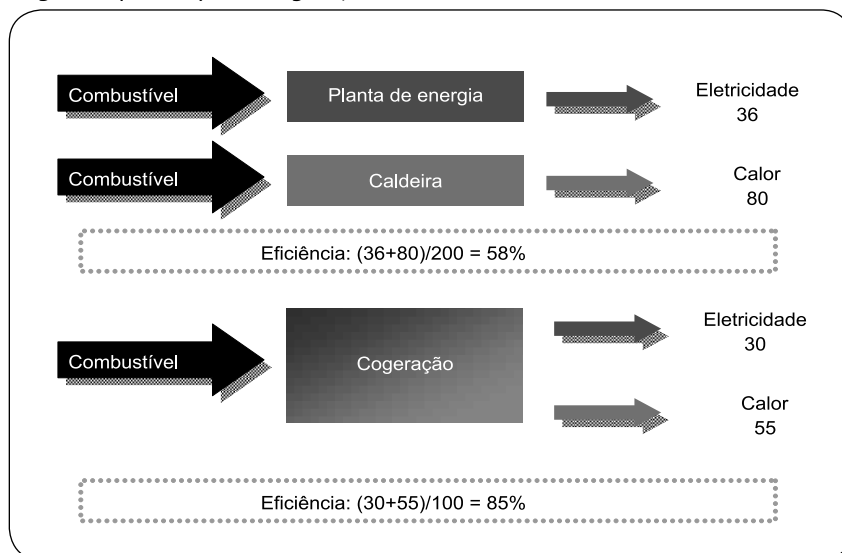 Combustível
Planta de energia
Eletricidade
36
Combustível
Caldeira
Calor
80
Eficiência: (36+80)/200 = 58%
Combustível
Cogeração
Eletricidade
30
Calor
55
Eficiência: (30+55)/100 = 85%